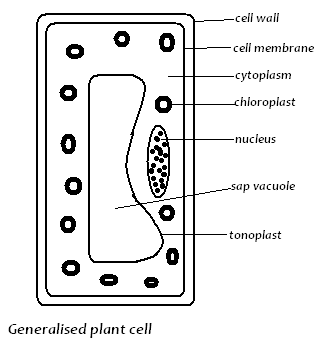 cell wall
cell membrane
cytoplasm
chloroplast
nucleus
sap vacuole
tonoplast
Generalised plant cell